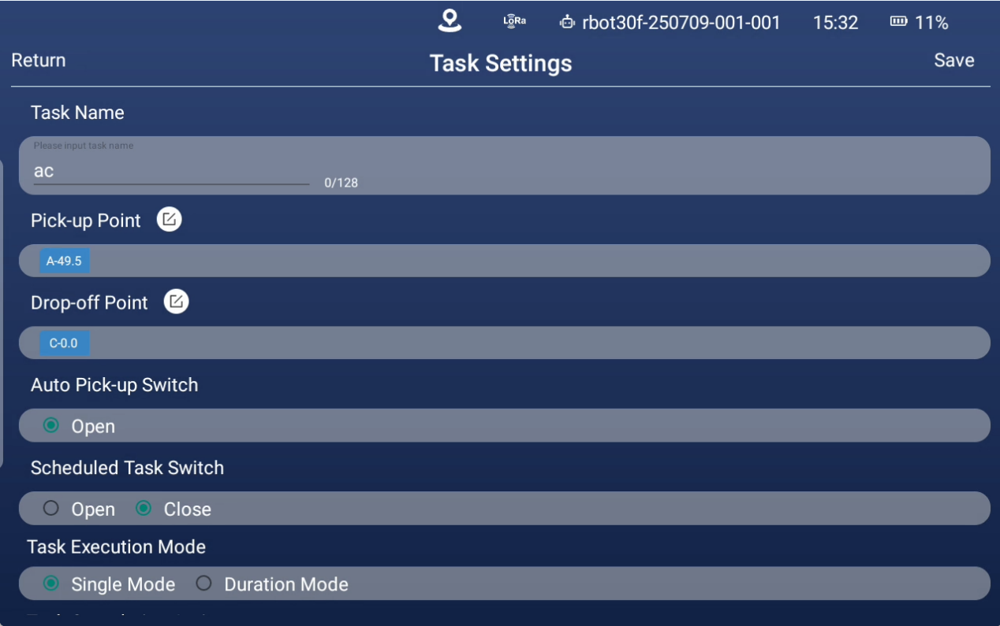 LoRa rbot30f-250709-001-001 15:32 11%
Return Task Settings Save
Task Name
Please input task name
ac
0/128
Pick-up Point
A-49.5
Drop-off Point
C-0.0
Auto Pick-up Switch
Open
Scheduled Task Switch
Open Close
Task Execution Mode
Single Mode Duration Mode